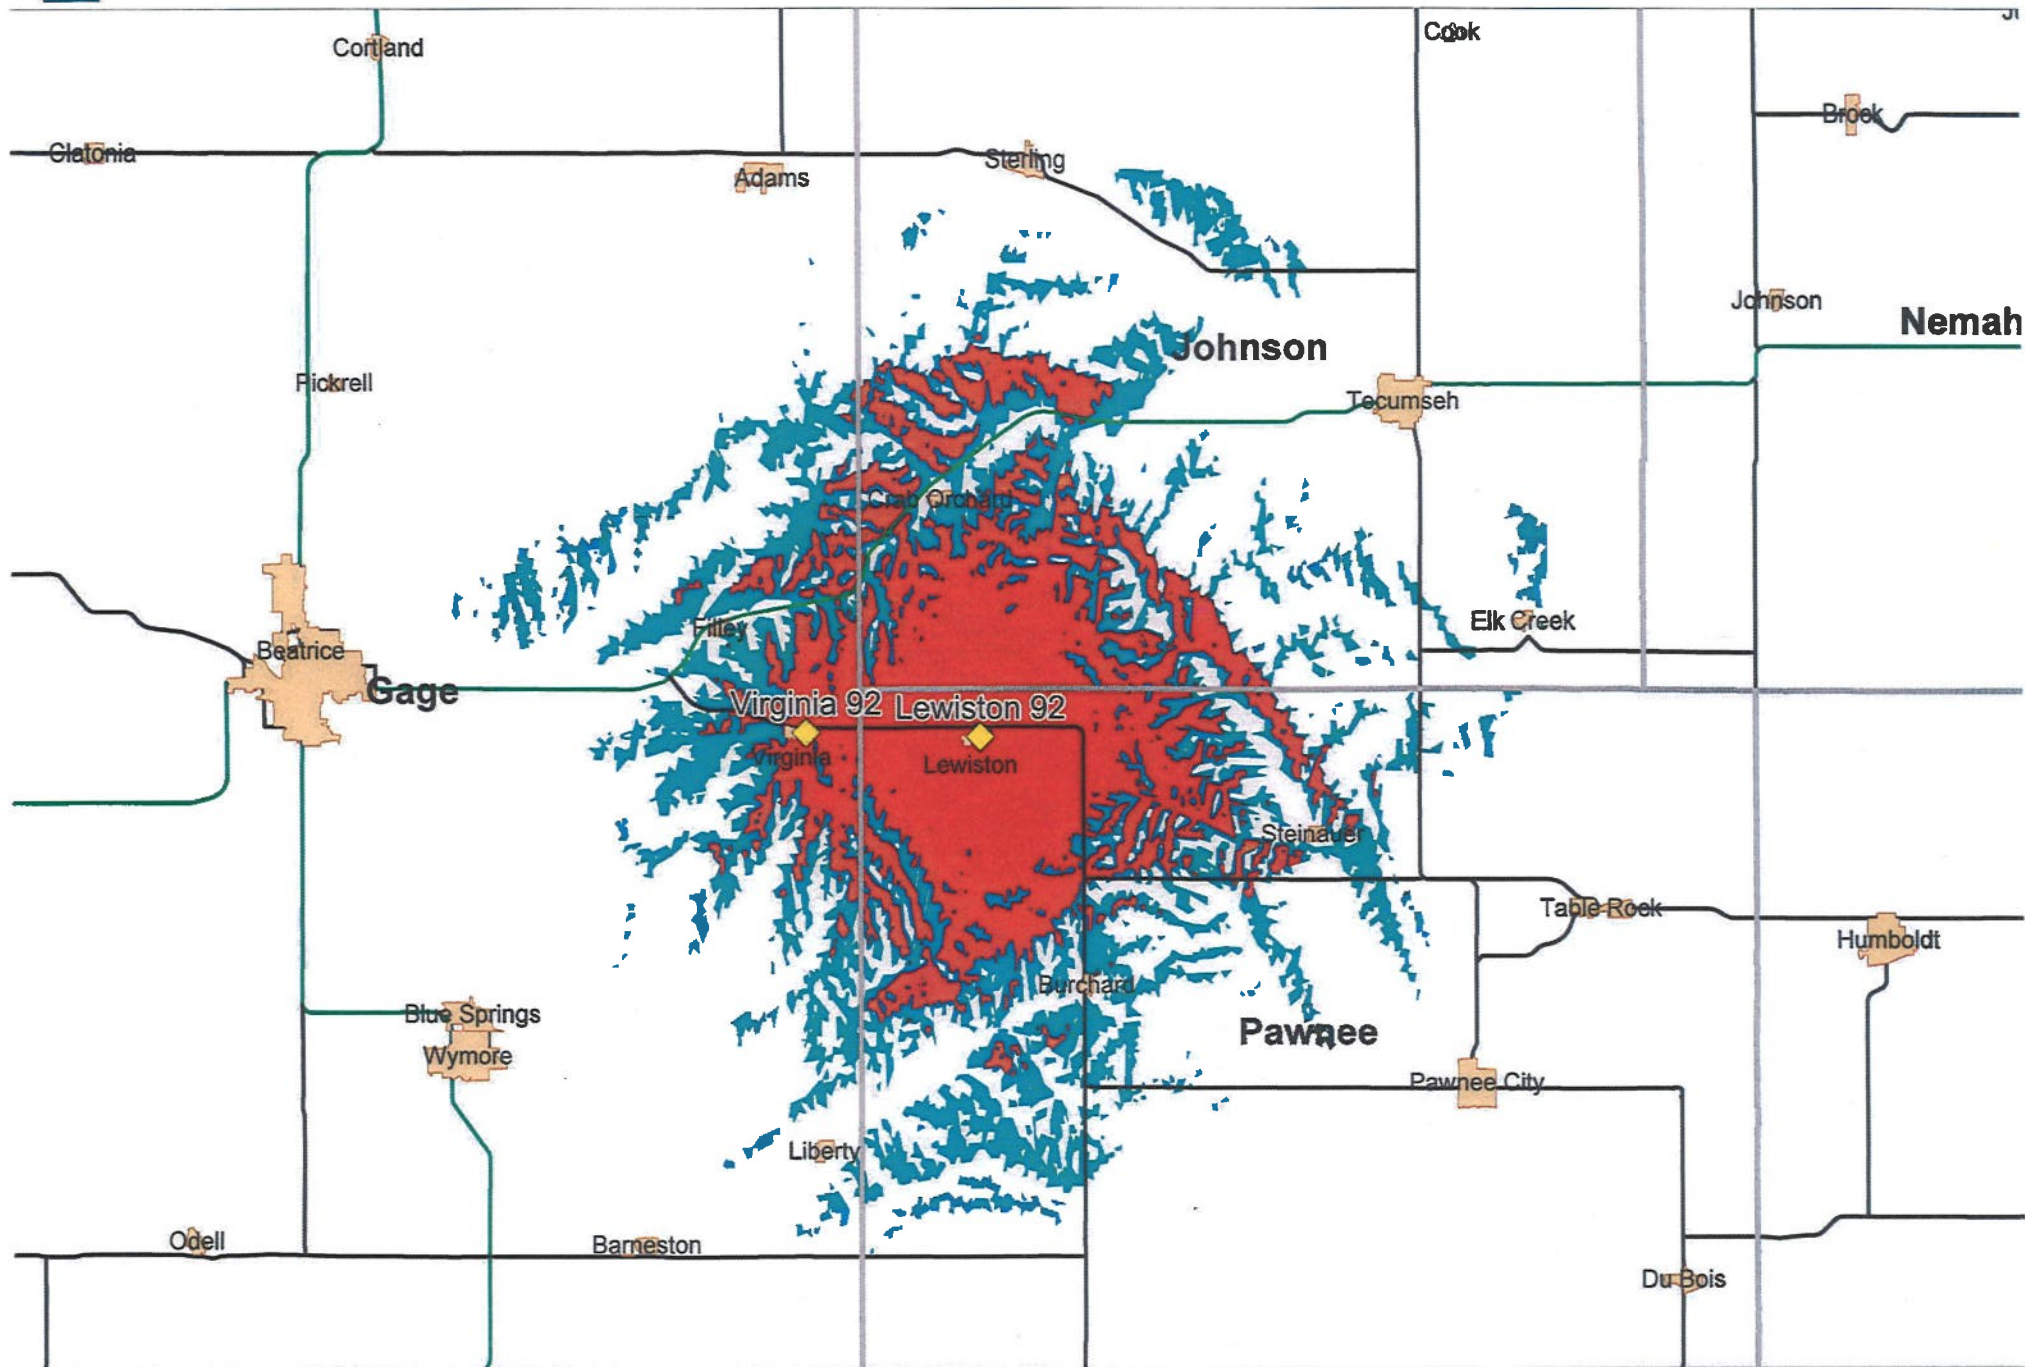 Cook
Cortland
Brock
Clatonia
Sterling
Adams
Johnson
Nemah
Johnson
Pickrell
Tecumseh
Crab Orchard
Elk Creek
Filley
Beatrice
Gage
Virginia 92
Lewiston 92
Virginia
Lewiston
Steinauer
Table Rock
Humboldt
Burchard
Blue Springs
Pawnee
Wymore
Pawnee City
Liberty
Odell
Barneston
Du Bois